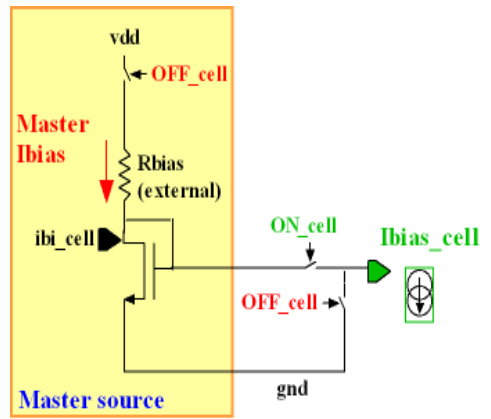 vdd
OFF_cell
Master
Ibias
Rbias
(external)
ibi_cell
ON_cell
Ibias_cell
OFF_cell
gnd
Master source